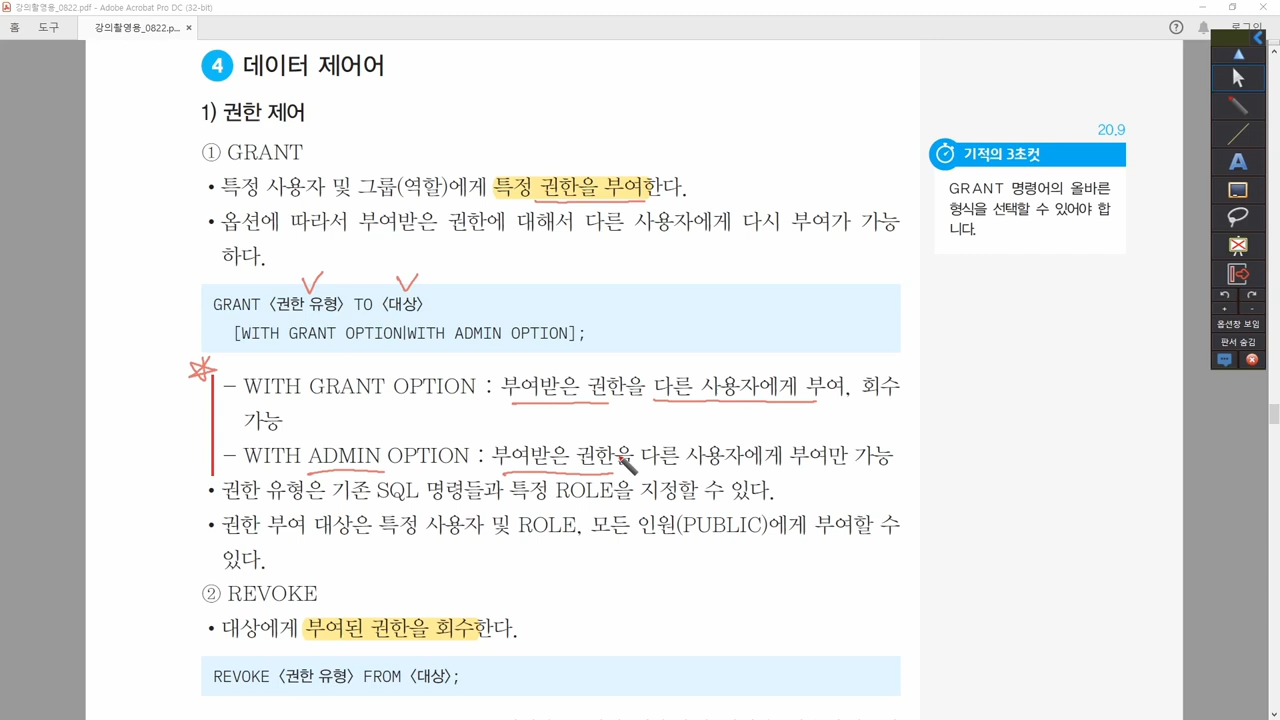 강의촬영용_0822.pdf - Adobe Acrobat Pro DC (32-bit)
홈 도구 강의촬영용_0822.p... × 로그인
4 데이터 제어어
1) 권한 제어
① GRANT
• 특정 사용자 및 그룹(역할)에게 특정 권한을 부여한다.
• 옵션에 따라서 부여받은 권한에 대해서 다른 사용자에게 다시 부여가 가능
하다.
GRANT 〈권한 유형〉 TO 〈대상〉
[WITH GRANT OPTION|WITH ADMIN OPTION];
– WITH GRANT OPTION : 부여받은 권한을 다른 사용자에게 부여, 회수
가능
– WITH ADMIN OPTION : 부여받은 권한을 다른 사용자에게 부여만 가능
• 권한 유형은 기존 SQL 명령들과 특정 ROLE을 지정할 수 있다.
• 권한 부여 대상은 특정 사용자 및 ROLE, 모든 인원(PUBLIC)에게 부여할 수
있다.
② REVOKE
• 대상에게 부여된 권한을 회수한다.
REVOKE 〈권한 유형〉 FROM 〈대상〉;
20.9
기적의 3초컷
GRANT 명령어의 올바른
형식을 선택할 수 있어야 합
니다.
A
+ -
옵션창 보임
판서 숨김